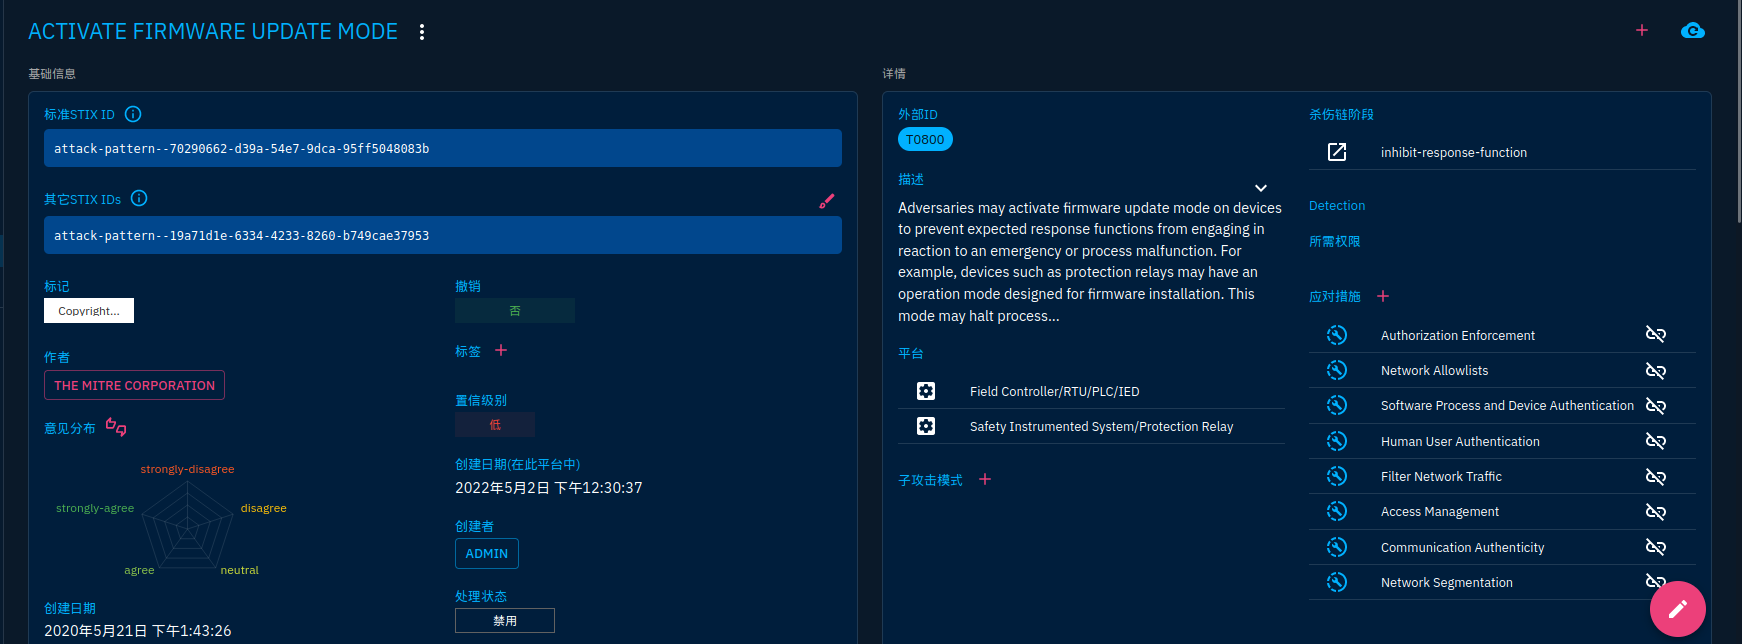 ACTIVATE FIRMWARE UPDATE MODE
基础信息
标准STIX ID
attack-pattern--70290662-d39a-54e7-9dca-95ff5048083b
其它STIX IDs
attack-pattern--19a71d1e-6334-4233-8260-b749cae37953
标记
Copyright...
作者
THE MITRE CORPORATION
意见分布
strongly-disagree
strongly-agree
disagree
agree
neutral
创建日期
2020年5月21日 下午1:43:26
撤销
否
标签
置信级别
低
创建日期(在此平台中)
2022年5月2日 下午12:30:37
创建者
ADMIN
处理状态
禁用
详情
外部ID
T0800
描述
Adversaries may activate firmware update mode on devices
to prevent expected response functions from engaging in
reaction to an emergency or process malfunction. For
example, devices such as protection relays may have an
operation mode designed for firmware installation. This
mode may halt process...
平台
Field Controller/RTU/PLC/IED
Safety Instrumented System/Protection Relay
子攻击模式
杀伤链阶段
inhibit-response-function
Detection
所需权限
应对措施
Authorization Enforcement
Network Allowlists
Software Process and Device Authentication
Human User Authentication
Filter Network Traffic
Access Management
Communication Authenticity
Network Segmentation